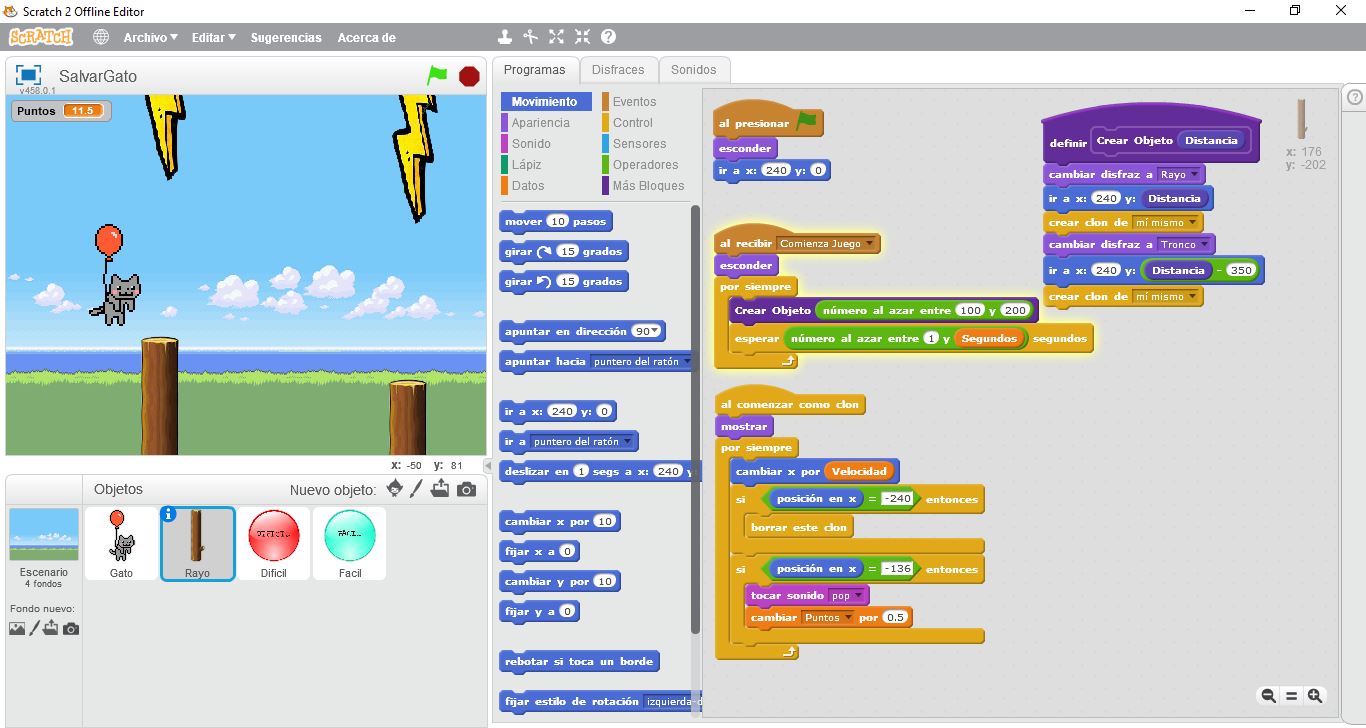 Scratch 2 Offline Editor
SCRATCH Archivo Editar Sugerencias Acerca de
SalvarGato
v458.0.1
Puntos 11.5
x: -50 y: 81
Objetos Nuevo objeto:
Escenario
4 fondos
Fondo nuevo:
Gato
Rayo
Dificil
Facil
Programas Disfraces Sonidos
Movimiento
Apariencia
Sonido
Lápiz
Datos
Eventos
Control
Sensores
Operadores
Más Bloques
mover 10 pasos
girar 15 grados
girar 15 grados
apuntar en dirección 90
apuntar hacia puntero del ratón
ir a x: 240 y: 0
ir a puntero del ratón
deslizar en 1 segs a x: 240 y
cambiar x por 10
fijar x a 0
cambiar y por 10
fijar y a 0
rebotar si toca un borde
fijar estilo de rotación izquierda-d
al presionar
esconder
ir a x: 240 y: 0
al recibir Comienza Juego
esconder
por siempre
Crear Objeto número al azar entre 100 y 200
esperar número al azar entre 1 y Segundos segundos
al comenzar como clon
mostrar
por siempre
cambiar x por Velocidad
si posición en x = -240 entonces
borrar este clon
si posición en x = -136 entonces
tocar sonido pop
cambiar Puntos por 0.5
definir Crear Objeto Distancia
cambiar disfraz a Rayo
ir a x: 240 y: Distancia
crear clon de mí mismo
cambiar disfraz a Tronco
ir a x: 240 y: Distancia - 350
crear clon de mí mismo
x: 176
y: -202